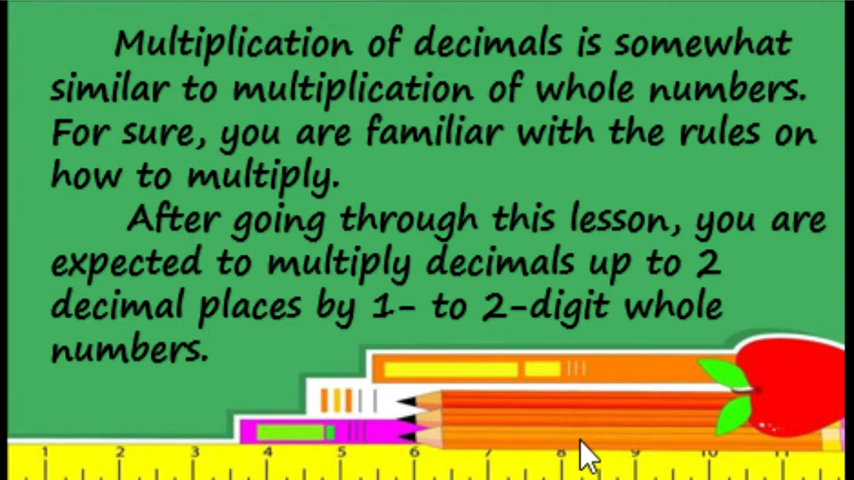 Multiplication of decimals is somewhat
similar to multiplication of whole numbers.
For sure, you are familiar with the rules on
how to multiply.
After going through this lesson, you are
expected to multiply decimals up to 2
decimal places by 1- to 2-digit whole
numbers.
1 2 3 4 5 6 7 8 9 10 11